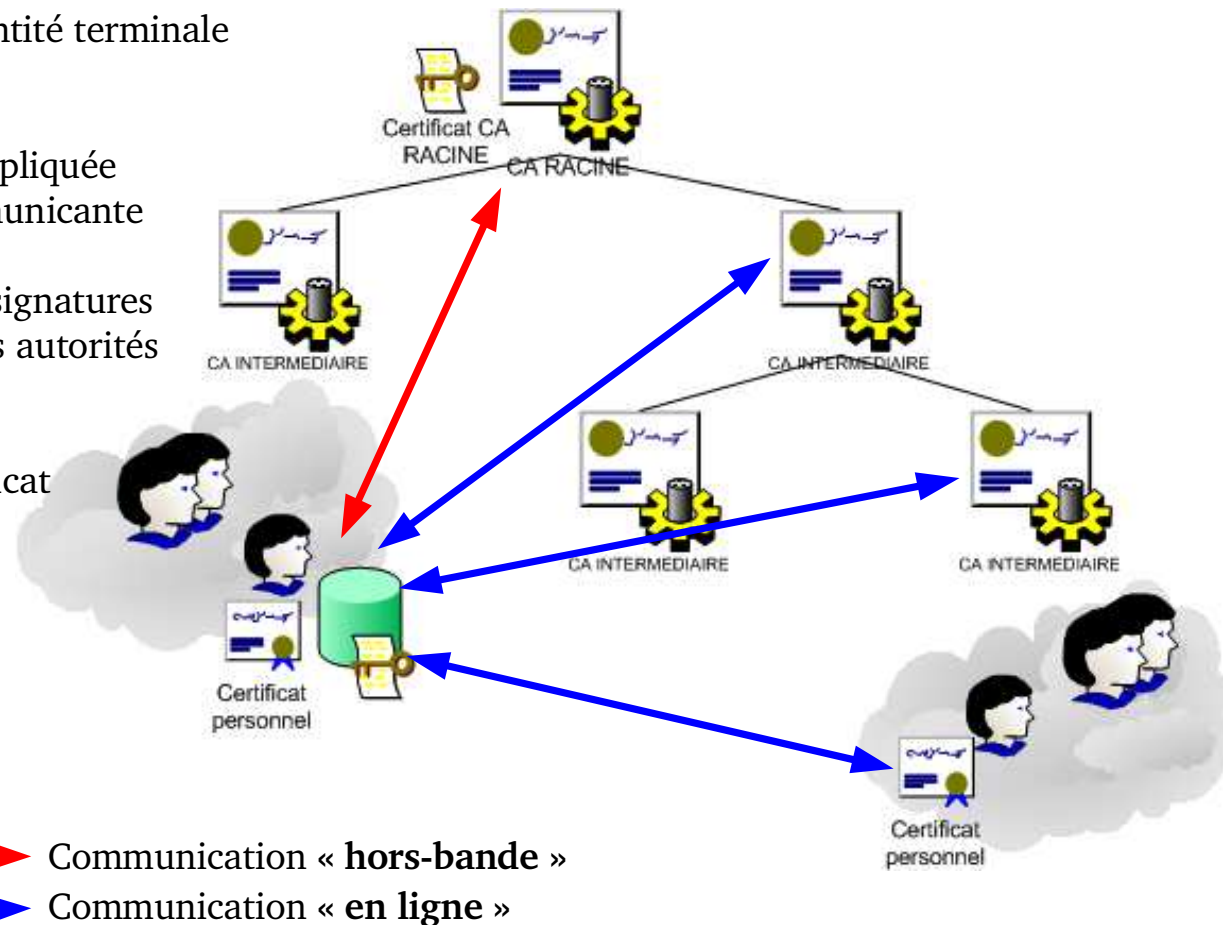 ntité terminale
Certificat CA
RACINE
CA RACINE
pliquée
nunicante
signatures
s autorités
CA INTERMEDIAIRE
CA INTERMEDIAIRE
cat
CA INTERMEDIAIRE
CA INTERMEDIAIRE
Certificat
personnel
Certificat
personnel
Communication « hors-bande »
Communication « en ligne »